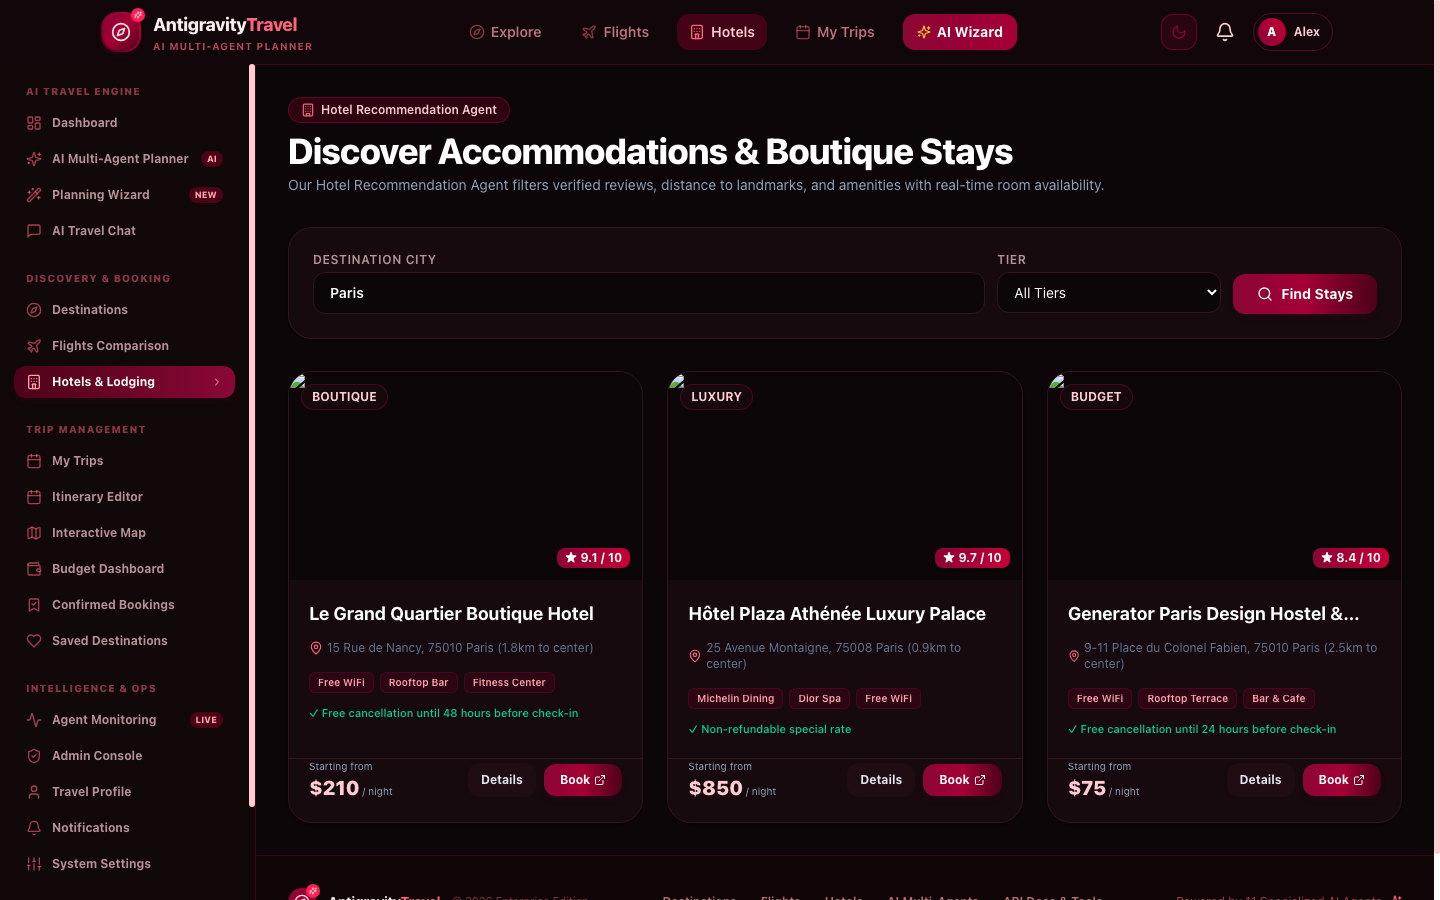 AntigravityTravel
AI MULTI-AGENT PLANNER
Explore
Flights
Hotels
My Trips
AI Wizard
A
Alex
AI TRAVEL ENGINE
Dashboard
AI Multi-Agent Planner
AI
Planning Wizard
NEW
AI Travel Chat
DISCOVERY & BOOKING
Destinations
Flights Comparison
Hotels & Lodging
TRIP MANAGEMENT
My Trips
Itinerary Editor
Interactive Map
Budget Dashboard
Confirmed Bookings
Saved Destinations
INTELLIGENCE & OPS
Agent Monitoring
LIVE
Admin Console
Travel Profile
Notifications
System Settings
Hotel Recommendation Agent
Discover Accommodations & Boutique Stays
Our Hotel Recommendation Agent filters verified reviews, distance to landmarks, and amenities with real-time room availability.
DESTINATION CITY
Paris
TIER
All Tiers
Find Stays
BOUTIQUE
9.1 / 10
Le Grand Quartier Boutique Hotel
15 Rue de Nancy, 75010 Paris (1.8km to center)
Free WiFi
Rooftop Bar
Fitness Center
✓ Free cancellation until 48 hours before check-in
Starting from
$210 / night
Details
Book
LUXURY
9.7 / 10
Hôtel Plaza Athénée Luxury Palace
25 Avenue Montaigne, 75008 Paris (0.9km to
center)
Michelin Dining
Dior Spa
Free WiFi
✓ Non-refundable special rate
Starting from
$850 / night
Details
Book
BUDGET
8.4 / 10
Generator Paris Design Hostel &...
9-11 Place du Colonel Fabien, 75010 Paris (2.5km to
center)
Free WiFi
Rooftop Terrace
Bar & Cafe
✓ Free cancellation until 24 hours before check-in
Starting from
$75 / night
Details
Book